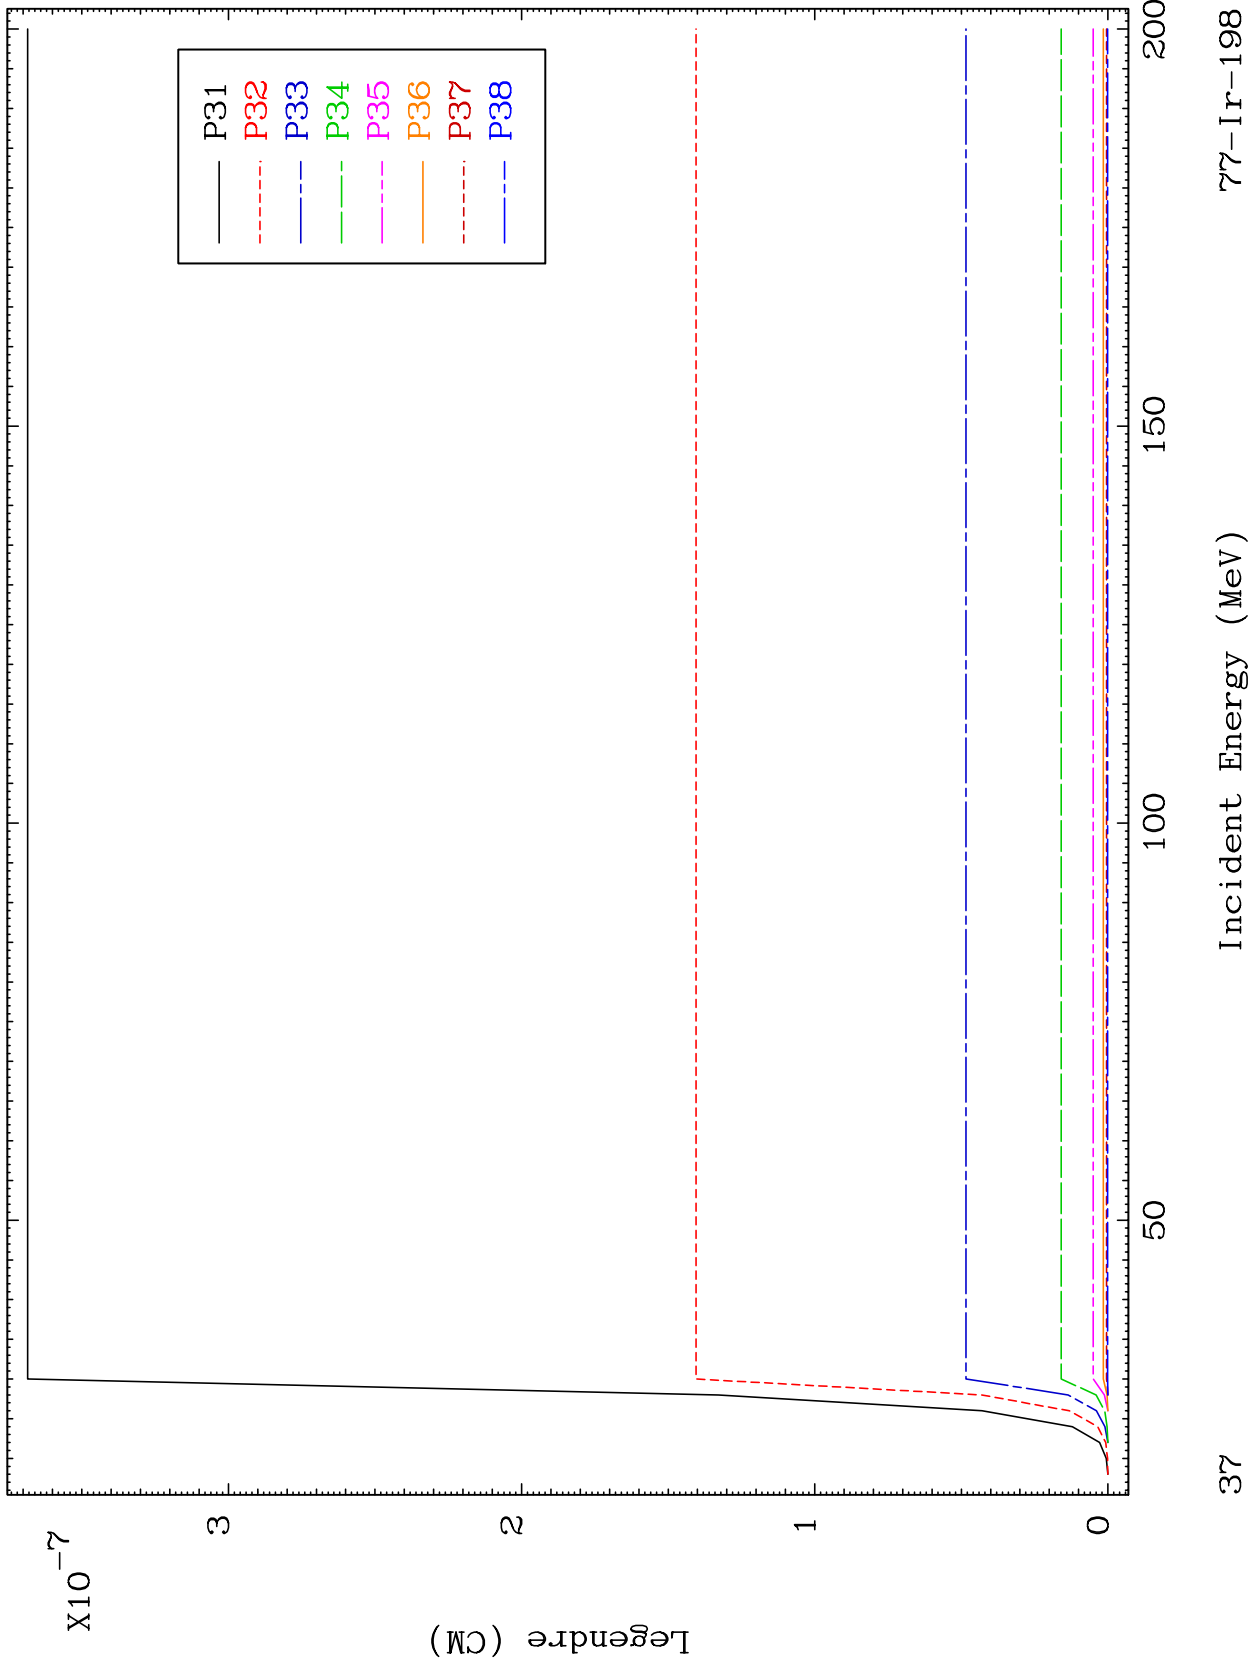 X10-7
Legendre (CM)
3
2
1
0
P31
P32
P33
P34
P35
P36
P37
P38
50
100
150
200
Incident Energy (MeV)
37
77-Ir-198